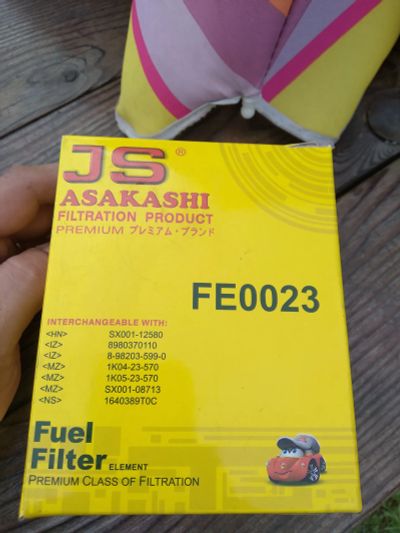 JS®
ASAKASHI
FILTRATION PRODUCT
PREMIUM プレミアム・ブランド
FE0023
INTERCHANGEABLE WITH:
<HN> SX001-12580
<IZ> 8980370110
<IZ> 8-98203-599-0
<MZ> 1K04-23-570
<MZ> 1K05-23-570
<MZ> SX001-08713
<NS> 1640389T0C
Fuel
Filter ELEMENT
PREMIUM CLASS OF FILTRATION